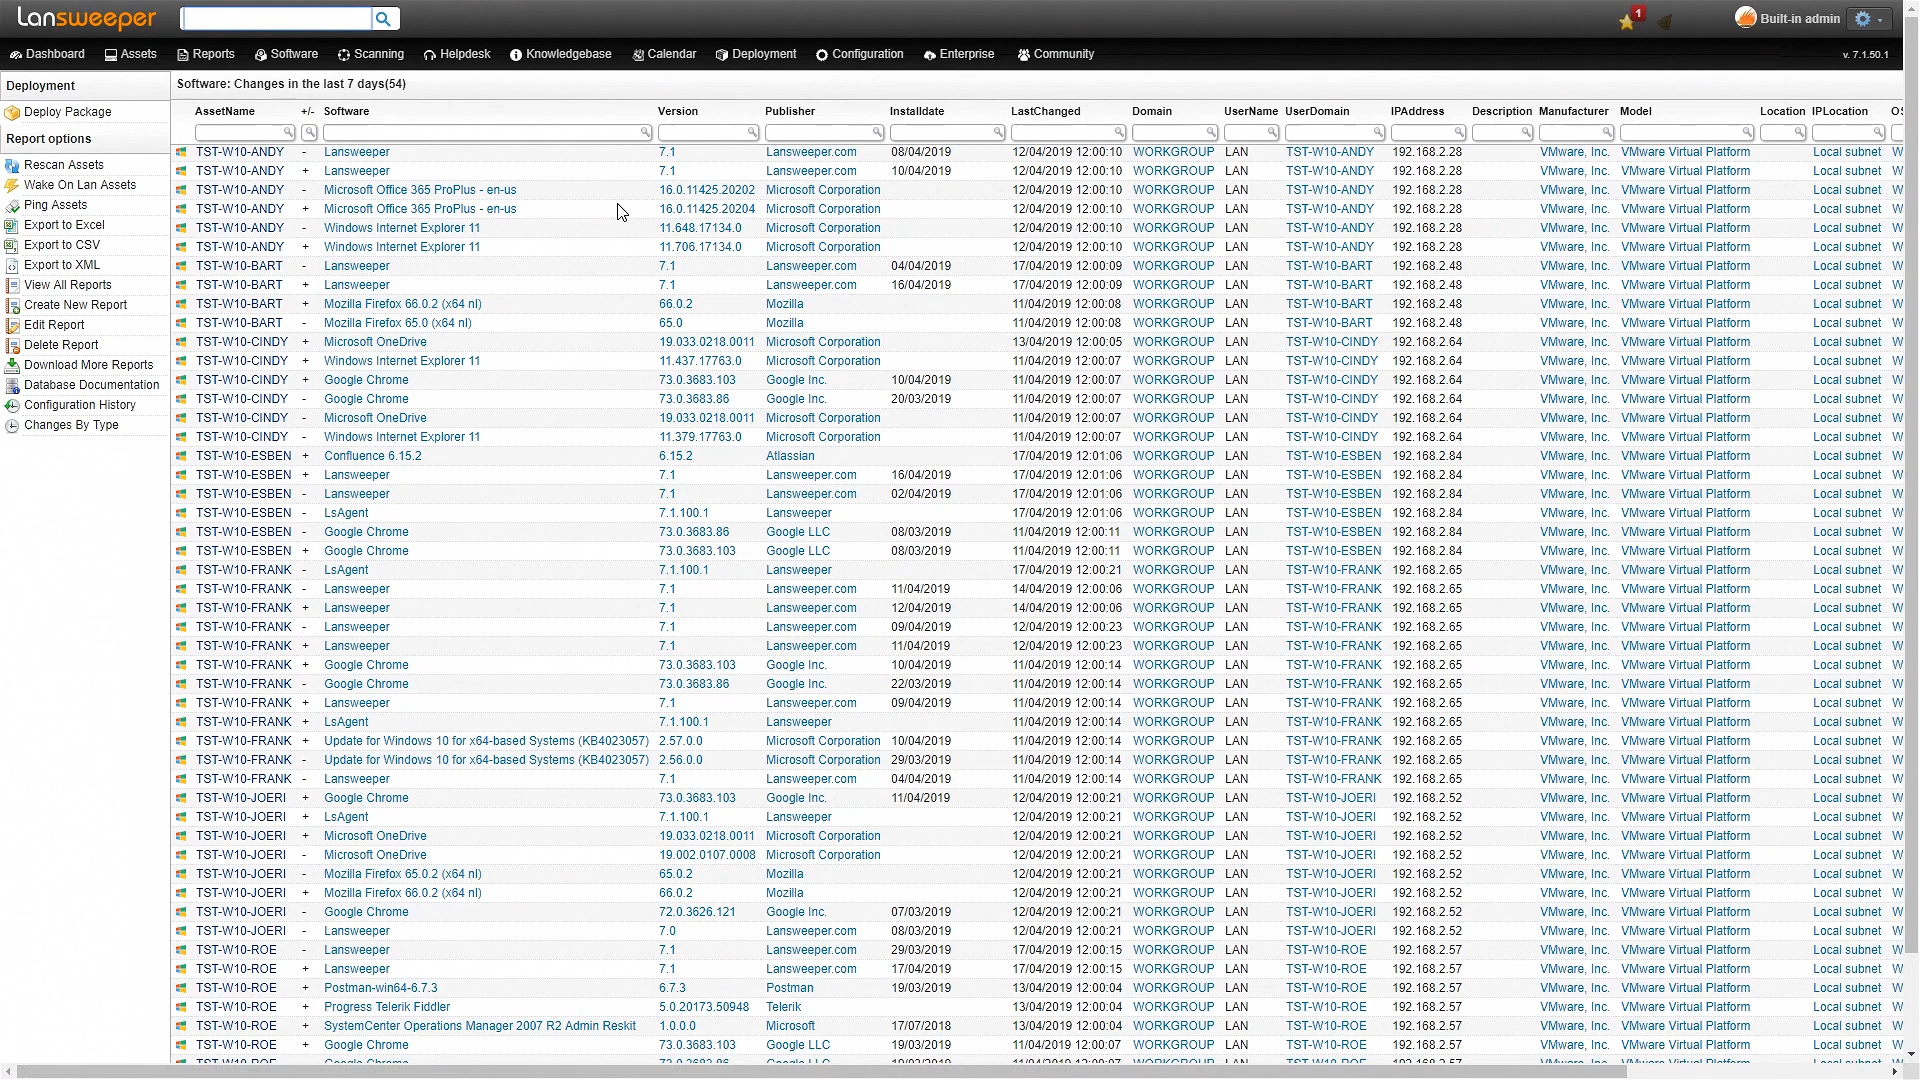 Lansweeper
1
Built-in admin
Dashboard Assets Reports Software Scanning Helpdesk Knowledgebase Calendar Deployment Configuration Enterprise Community v. 7.1.50.1
Deployment
Deploy Package
Report options
Rescan Assets
Wake On Lan Assets
Ping Assets
Export to Excel
Export to CSV
Export to XML
View All Reports
Create New Report
Edit Report
Delete Report
Download More Reports
Database Documentation
Configuration History
Changes By Type
Software: Changes in the last 7 days(54)
AssetName +/- Software Version Publisher Installdate LastChanged Domain UserName UserDomain IPAddress Description Manufacturer Model Location IPLocation OS
TST-W10-ANDY - Lansweeper 7.1 Lansweeper.com 08/04/2019 12/04/2019 12:00:10 WORKGROUP LAN TST-W10-ANDY 192.168.2.28 VMware, Inc. VMware Virtual Platform Local subnet W
TST-W10-ANDY + Lansweeper 7.1 Lansweeper.com 10/04/2019 12/04/2019 12:00:10 WORKGROUP LAN TST-W10-ANDY 192.168.2.28 VMware, Inc. VMware Virtual Platform Local subnet W
TST-W10-ANDY - Microsoft Office 365 ProPlus - en-us 16.0.11425.20202 Microsoft Corporation 12/04/2019 12:00:10 WORKGROUP LAN TST-W10-ANDY 192.168.2.28 VMware, Inc. VMware Virtual Platform Local subnet W
TST-W10-ANDY + Microsoft Office 365 ProPlus - en-us 16.0.11425.20204 Microsoft Corporation 12/04/2019 12:00:10 WORKGROUP LAN TST-W10-ANDY 192.168.2.28 VMware, Inc. VMware Virtual Platform Local subnet W
TST-W10-ANDY - Windows Internet Explorer 11 11.648.17134.0 Microsoft Corporation 12/04/2019 12:00:10 WORKGROUP LAN TST-W10-ANDY 192.168.2.28 VMware, Inc. VMware Virtual Platform Local subnet W
TST-W10-ANDY + Windows Internet Explorer 11 11.706.17134.0 Microsoft Corporation 12/04/2019 12:00:10 WORKGROUP LAN TST-W10-ANDY 192.168.2.28 VMware, Inc. VMware Virtual Platform Local subnet W
TST-W10-BART - Lansweeper 7.1 Lansweeper.com 04/04/2019 17/04/2019 12:00:09 WORKGROUP LAN TST-W10-BART 192.168.2.48 VMware, Inc. VMware Virtual Platform Local subnet W
TST-W10-BART + Lansweeper 7.1 Lansweeper.com 16/04/2019 17/04/2019 12:00:09 WORKGROUP LAN TST-W10-BART 192.168.2.48 VMware, Inc. VMware Virtual Platform Local subnet W
TST-W10-BART + Mozilla Firefox 66.0.2 (x64 nl) 66.0.2 Mozilla 11/04/2019 12:00:08 WORKGROUP LAN TST-W10-BART 192.168.2.48 VMware, Inc. VMware Virtual Platform Local subnet W
TST-W10-BART - Mozilla Firefox 65.0 (x64 nl) 65.0 Mozilla 11/04/2019 12:00:08 WORKGROUP LAN TST-W10-BART 192.168.2.48 VMware, Inc. VMware Virtual Platform Local subnet W
TST-W10-CINDY + Microsoft OneDrive 19.033.0218.0011 Microsoft Corporation 13/04/2019 12:00:05 WORKGROUP LAN TST-W10-CINDY 192.168.2.64 VMware, Inc. VMware Virtual Platform Local subnet W
TST-W10-CINDY + Windows Internet Explorer 11 11.437.17763.0 Microsoft Corporation 11/04/2019 12:00:07 WORKGROUP LAN TST-W10-CINDY 192.168.2.64 VMware, Inc. VMware Virtual Platform Local subnet W
TST-W10-CINDY + Google Chrome 73.0.3683.103 Google Inc. 10/04/2019 11/04/2019 12:00:07 WORKGROUP LAN TST-W10-CINDY 192.168.2.64 VMware, Inc. VMware Virtual Platform Local subnet W
TST-W10-CINDY - Google Chrome 73.0.3683.86 Google Inc. 20/03/2019 11/04/2019 12:00:07 WORKGROUP LAN TST-W10-CINDY 192.168.2.64 VMware, Inc. VMware Virtual Platform Local subnet W
TST-W10-CINDY - Microsoft OneDrive 19.033.0218.0011 Microsoft Corporation 11/04/2019 12:00:07 WORKGROUP LAN TST-W10-CINDY 192.168.2.64 VMware, Inc. VMware Virtual Platform Local subnet W
TST-W10-CINDY - Windows Internet Explorer 11 11.379.17763.0 Microsoft Corporation 11/04/2019 12:00:07 WORKGROUP LAN TST-W10-CINDY 192.168.2.64 VMware, Inc. VMware Virtual Platform Local subnet W
TST-W10-ESBEN + Confluence 6.15.2 6.15.2 Atlassian 17/04/2019 12:01:06 WORKGROUP LAN TST-W10-ESBEN 192.168.2.84 VMware, Inc. VMware Virtual Platform Local subnet W
TST-W10-ESBEN + Lansweeper 7.1 Lansweeper.com 16/04/2019 17/04/2019 12:01:06 WORKGROUP LAN TST-W10-ESBEN 192.168.2.84 VMware, Inc. VMware Virtual Platform Local subnet W
TST-W10-ESBEN - Lansweeper 7.1 Lansweeper.com 02/04/2019 17/04/2019 12:01:06 WORKGROUP LAN TST-W10-ESBEN 192.168.2.84 VMware, Inc. VMware Virtual Platform Local subnet W
TST-W10-ESBEN - LsAgent 7.1.100.1 Lansweeper 17/04/2019 12:01:06 WORKGROUP LAN TST-W10-ESBEN 192.168.2.84 VMware, Inc. VMware Virtual Platform Local subnet W
TST-W10-ESBEN - Google Chrome 73.0.3683.86 Google LLC 08/03/2019 11/04/2019 12:00:11 WORKGROUP LAN TST-W10-ESBEN 192.168.2.84 VMware, Inc. VMware Virtual Platform Local subnet W
TST-W10-ESBEN + Google Chrome 73.0.3683.103 Google LLC 08/03/2019 11/04/2019 12:00:11 WORKGROUP LAN TST-W10-ESBEN 192.168.2.84 VMware, Inc. VMware Virtual Platform Local subnet W
TST-W10-FRANK - LsAgent 7.1.100.1 Lansweeper 17/04/2019 12:00:21 WORKGROUP LAN TST-W10-FRANK 192.168.2.65 VMware, Inc. VMware Virtual Platform Local subnet W
TST-W10-FRANK - Lansweeper 7.1 Lansweeper.com 11/04/2019 14/04/2019 12:00:06 WORKGROUP LAN TST-W10-FRANK 192.168.2.65 VMware, Inc. VMware Virtual Platform Local subnet W
TST-W10-FRANK + Lansweeper 7.1 Lansweeper.com 12/04/2019 14/04/2019 12:00:06 WORKGROUP LAN TST-W10-FRANK 192.168.2.65 VMware, Inc. VMware Virtual Platform Local subnet W
TST-W10-FRANK - Lansweeper 7.1 Lansweeper.com 09/04/2019 12/04/2019 12:00:23 WORKGROUP LAN TST-W10-FRANK 192.168.2.65 VMware, Inc. VMware Virtual Platform Local subnet W
TST-W10-FRANK + Lansweeper 7.1 Lansweeper.com 11/04/2019 12/04/2019 12:00:23 WORKGROUP LAN TST-W10-FRANK 192.168.2.65 VMware, Inc. VMware Virtual Platform Local subnet W
TST-W10-FRANK + Google Chrome 73.0.3683.103 Google Inc. 10/04/2019 11/04/2019 12:00:14 WORKGROUP LAN TST-W10-FRANK 192.168.2.65 VMware, Inc. VMware Virtual Platform Local subnet W
TST-W10-FRANK - Google Chrome 73.0.3683.86 Google Inc. 22/03/2019 11/04/2019 12:00:14 WORKGROUP LAN TST-W10-FRANK 192.168.2.65 VMware, Inc. VMware Virtual Platform Local subnet W
TST-W10-FRANK + Lansweeper 7.1 Lansweeper.com 09/04/2019 11/04/2019 12:00:14 WORKGROUP LAN TST-W10-FRANK 192.168.2.65 VMware, Inc. VMware Virtual Platform Local subnet W
TST-W10-FRANK + LsAgent 7.1.100.1 Lansweeper 11/04/2019 12:00:14 WORKGROUP LAN TST-W10-FRANK 192.168.2.65 VMware, Inc. VMware Virtual Platform Local subnet W
TST-W10-FRANK + Update for Windows 10 for x64-based Systems (KB4023057) 2.57.0.0 Microsoft Corporation 10/04/2019 11/04/2019 12:00:14 WORKGROUP LAN TST-W10-FRANK 192.168.2.65 VMware, Inc. VMware Virtual Platform Local subnet W
TST-W10-FRANK - Update for Windows 10 for x64-based Systems (KB4023057) 2.56.0.0 Microsoft Corporation 29/03/2019 11/04/2019 12:00:14 WORKGROUP LAN TST-W10-FRANK 192.168.2.65 VMware, Inc. VMware Virtual Platform Local subnet W
TST-W10-FRANK - Lansweeper 7.1 Lansweeper.com 04/04/2019 11/04/2019 12:00:14 WORKGROUP LAN TST-W10-FRANK 192.168.2.65 VMware, Inc. VMware Virtual Platform Local subnet W
TST-W10-JOERI + Google Chrome 73.0.3683.103 Google Inc. 11/04/2019 12/04/2019 12:00:21 WORKGROUP LAN TST-W10-JOERI 192.168.2.52 VMware, Inc. VMware Virtual Platform Local subnet W
TST-W10-JOERI + LsAgent 7.1.100.1 Lansweeper 12/04/2019 12:00:21 WORKGROUP LAN TST-W10-JOERI 192.168.2.52 VMware, Inc. VMware Virtual Platform Local subnet W
TST-W10-JOERI + Microsoft OneDrive 19.033.0218.0011 Microsoft Corporation 12/04/2019 12:00:21 WORKGROUP LAN TST-W10-JOERI 192.168.2.52 VMware, Inc. VMware Virtual Platform Local subnet W
TST-W10-JOERI - Microsoft OneDrive 19.002.0107.0008 Microsoft Corporation 12/04/2019 12:00:21 WORKGROUP LAN TST-W10-JOERI 192.168.2.52 VMware, Inc. VMware Virtual Platform Local subnet W
TST-W10-JOERI - Mozilla Firefox 65.0.2 (x64 nl) 65.0.2 Mozilla 12/04/2019 12:00:21 WORKGROUP LAN TST-W10-JOERI 192.168.2.52 VMware, Inc. VMware Virtual Platform Local subnet W
TST-W10-JOERI + Mozilla Firefox 66.0.2 (x64 nl) 66.0.2 Mozilla 12/04/2019 12:00:21 WORKGROUP LAN TST-W10-JOERI 192.168.2.52 VMware, Inc. VMware Virtual Platform Local subnet W
TST-W10-JOERI - Google Chrome 72.0.3626.121 Google Inc. 07/03/2019 12/04/2019 12:00:21 WORKGROUP LAN TST-W10-JOERI 192.168.2.52 VMware, Inc. VMware Virtual Platform Local subnet W
TST-W10-JOERI - Lansweeper 7.0 Lansweeper.com 08/03/2019 12/04/2019 12:00:21 WORKGROUP LAN TST-W10-JOERI 192.168.2.52 VMware, Inc. VMware Virtual Platform Local subnet W
TST-W10-ROE - Lansweeper 7.1 Lansweeper.com 29/03/2019 17/04/2019 12:00:15 WORKGROUP LAN TST-W10-ROE 192.168.2.57 VMware, Inc. VMware Virtual Platform Local subnet W
TST-W10-ROE + Lansweeper 7.1 Lansweeper.com 17/04/2019 17/04/2019 12:00:15 WORKGROUP LAN TST-W10-ROE 192.168.2.57 VMware, Inc. VMware Virtual Platform Local subnet W
TST-W10-ROE + Postman-win64-6.7.3 6.7.3 Postman 19/03/2019 13/04/2019 12:00:04 WORKGROUP LAN TST-W10-ROE 192.168.2.57 VMware, Inc. VMware Virtual Platform Local subnet W
TST-W10-ROE + Progress Telerik Fiddler 5.0.20173.50948 Telerik 13/04/2019 12:00:04 WORKGROUP LAN TST-W10-ROE 192.168.2.57 VMware, Inc. VMware Virtual Platform Local subnet W
TST-W10-ROE + SystemCenter Operations Manager 2007 R2 Admin Reskit 1.0.0.0 Microsoft 17/07/2018 13/04/2019 12:00:04 WORKGROUP LAN TST-W10-ROE 192.168.2.57 VMware, Inc. VMware Virtual Platform Local subnet W
TST-W10-ROE + Google Chrome 73.0.3683.103 Google LLC 19/03/2019 11/04/2019 12:00:07 WORKGROUP LAN TST-W10-ROE 192.168.2.57 VMware, Inc. VMware Virtual Platform Local subnet W